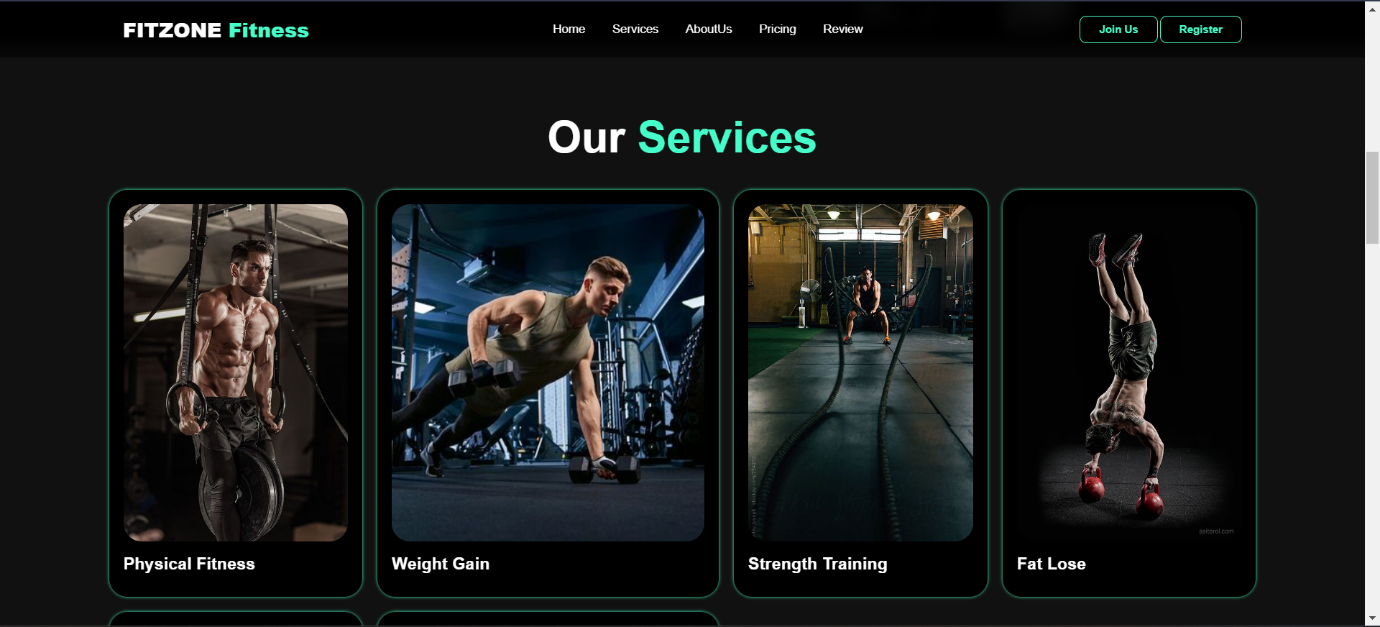 FITZONE Fitness
Home Services AboutUs Pricing Review
Join Us Register
Our Services
Physical Fitness
Weight Gain
Strength Training
Fat Lose